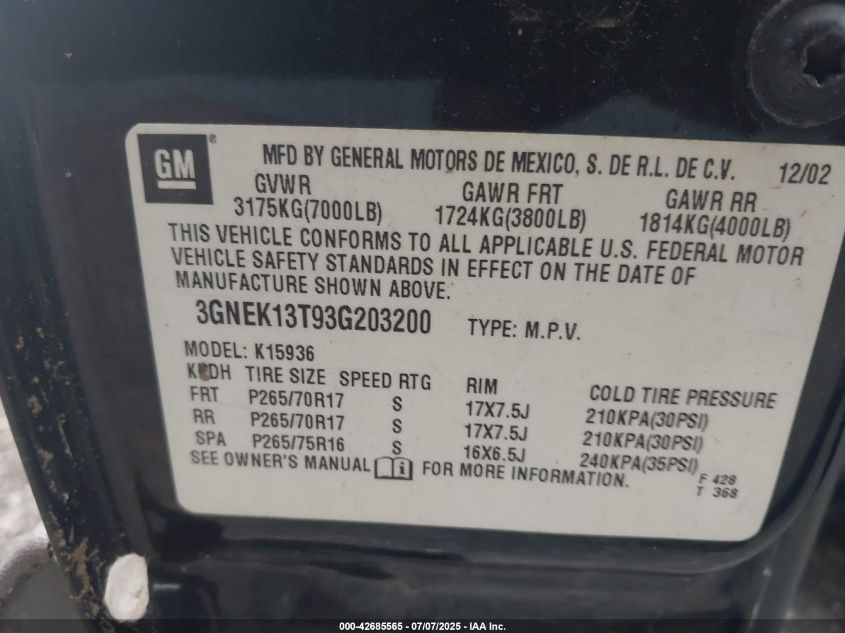 GM®
MFD BY GENERAL MOTORS DE MEXICO, S. DE R.L. DE C.V. 12/02
GVWR GAWR FRT GAWR RR
3175KG(7000LB) 1724KG(3800LB) 1814KG(4000LB)
THIS VEHICLE CONFORMS TO ALL APPLICABLE U.S. FEDERAL MOTOR
VEHICLE SAFETY STANDARDS IN EFFECT ON THE DATE OF
MANUFACTURE SHOWN ABOVE.
3GNEK13T93G203200 TYPE: M.P.V.
MODEL: K15936
TIRE SIZE SPEED RTG RIM COLD TIRE PRESSURE
FRT P265/70R17 S 17X7.5J 210KPA(30PSI)
RR P265/70R17 S 17X7.5J 210KPA(30PSI)
SPA P265/75R16 S 16X6.5J 240KPA(35PSI)
SEE OWNER'S MANUAL FOR MORE INFORMATION.
F 428
T 368
000-42685565 / 07/07/2025 - IAA Inc.